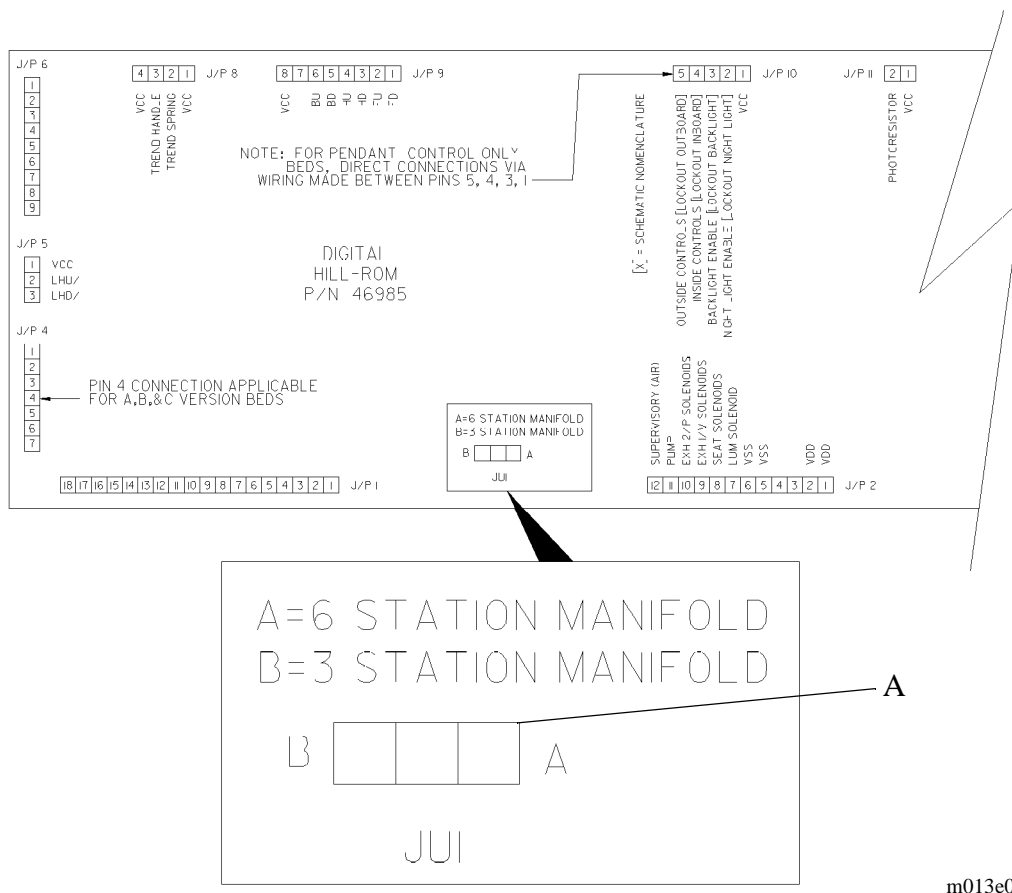 J/P 6
1
2
3
4
5
6
7
8
9
4 3 2 1 J/P 8
VCC
TREND HANDLE
TREND SPRING
VCC
8 7 6 5 4 3 2 1 J/P 9
VCC
BU
BD
HU
HD
FU
FD
5 4 3 2 1 J/P 10
OUTSIDE CONTROLS [LOCKOUT OUTBOARD]
INSIDE CONTROLS [LOCKOUT INBOARD]
BACKLIGHT ENABLE [LOCKOUT BACKLIGHT]
NIGHT LIGHT ENABLE [LOCKOUT NIGHT LIGHT]
VCC
[X] = SCHEMATIC NOMENCLATURE
J/P 11 2 1
PHOTORESISTOR
VCC
NOTE: FOR PENDANT CONTROL ONLY
BEDS, DIRECT CONNECTIONS VIA
WIRING MADE BETWEEN PINS 5, 4, 3, 1
J/P 5
1 VCC
2 LHU/
3 LHD/
DIGITAL
HILL-ROM
P/N 46985
J/P 4
1
2
3
4
5
6
7
PIN 4 CONNECTION APPLICABLE
FOR A,B,&C VERSION BEDS
18 17 16 15 14 13 12 11 10 9 8 7 6 5 4 3 2 1 J/P 1
A=6 STATION MANIFOLD
B=3 STATION MANIFOLD
B A
JU1
SUPERVISORY (AIR)
PUMP
EXH 2/P SOLENOIDS
EXH 1/V SOLENOIDS
SEAT SOLENOIDS
LUM SOLENOID
VSS
VSS
VDD
VDD
12 11 10 9 8 7 6 5 4 3 2 1 J/P 2
A=6 STATION MANIFOLD
B=3 STATION MANIFOLD
A
B A
JU1
m013e0